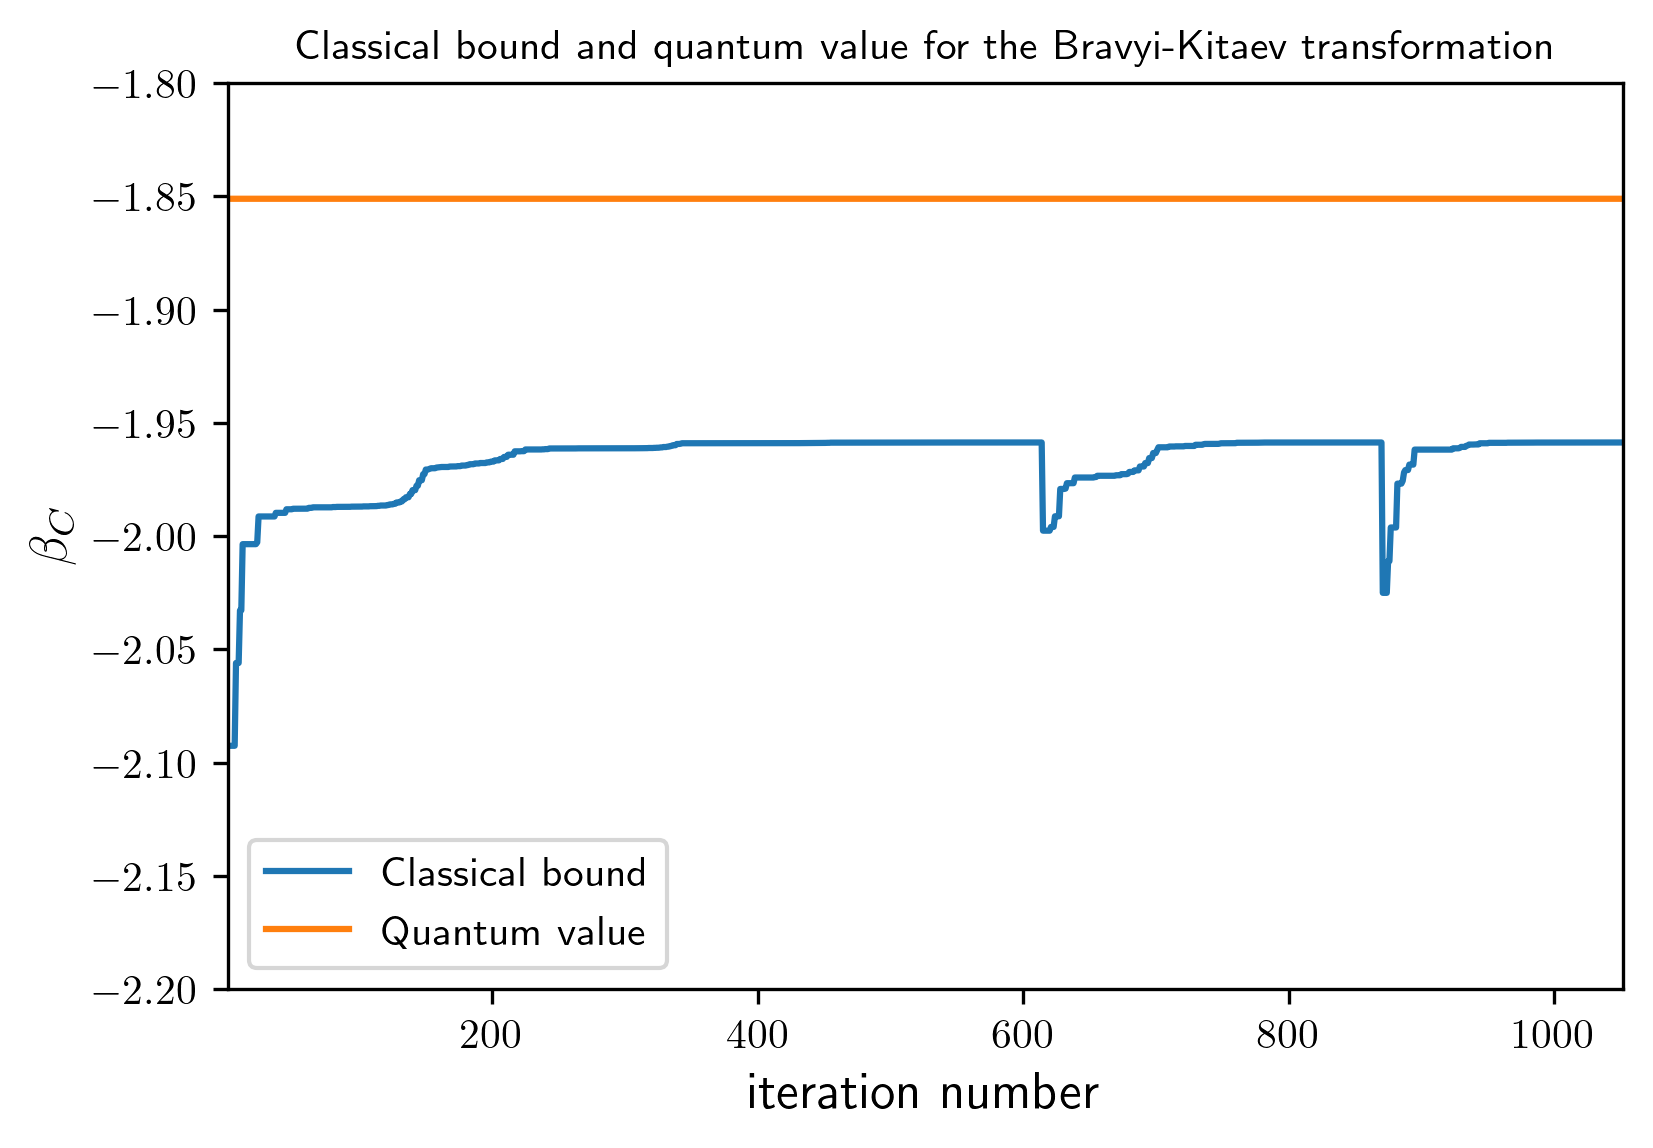 Classical bound and quantum value for the Bravyi-Kitaev transformation
−1.80
−1.85
−1.90
−1.95
−2.00
−2.05
−2.10
−2.15
−2.20
β_C
Classical bound
Quantum value
200 400 600 800 1000
iteration number